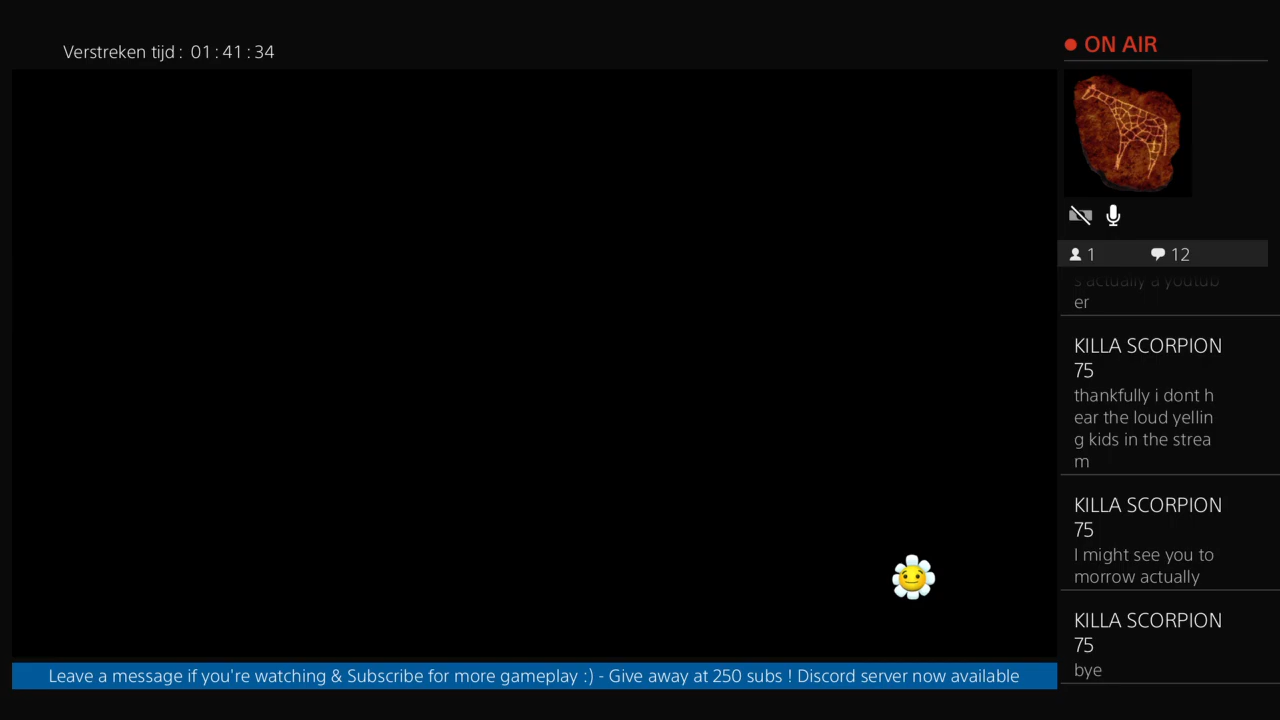 Verstreken tijd : 01 : 41 : 34
ON AIR
1 12
s actually a youtub
er
KILLA SCORPION
75
thankfully i dont h
ear the loud yellin
g kids in the strea
m
KILLA SCORPION
75
I might see you to
morrow actually
KILLA SCORPION
75
bye
Leave a message if you're watching & Subscribe for more gameplay :) - Give away at 250 subs ! Discord server now available